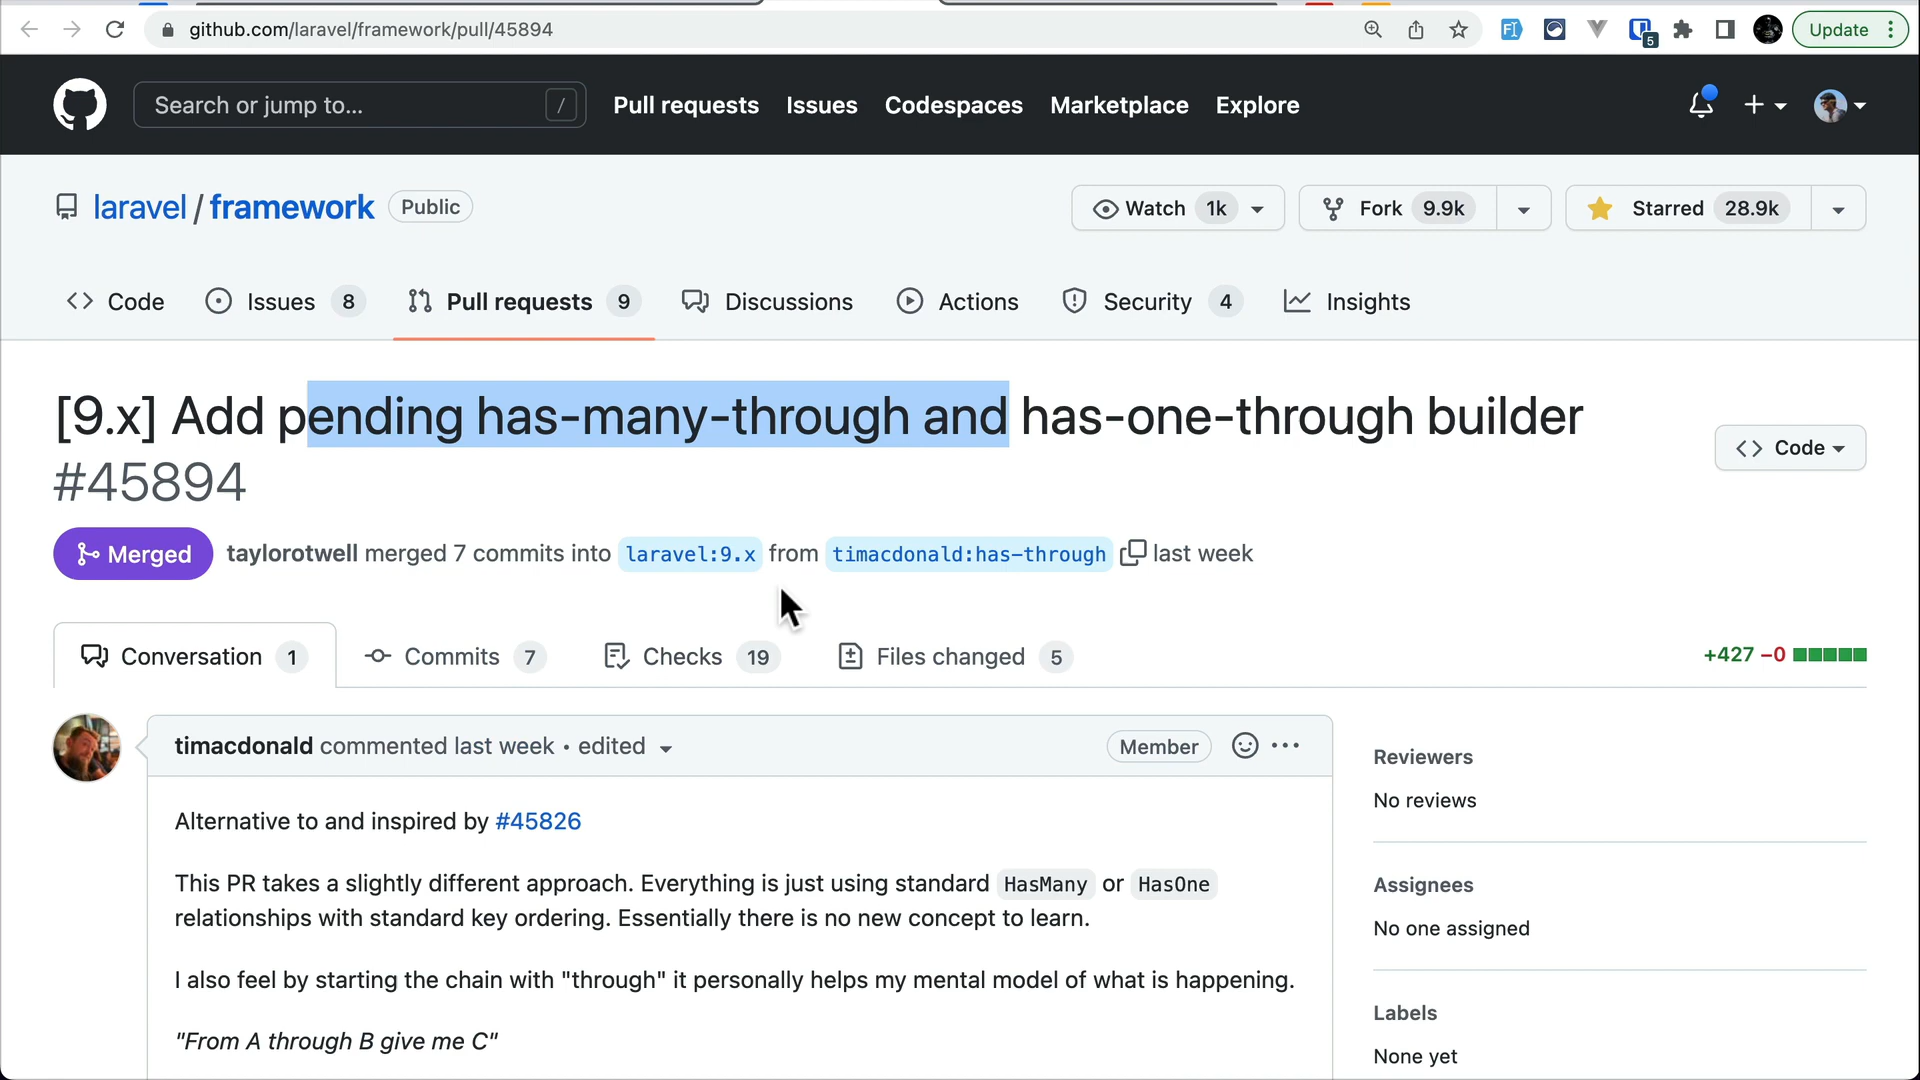 github.com/laravel/framework/pull/45894
5
Update
Search or jump to...
/
Pull requests
Issues
Codespaces
Marketplace
Explore
laravel / framework
Public
Watch 1k
Fork 9.9k
Starred 28.9k
Code
Issues 8
Pull requests 9
Discussions
Actions
Security 4
Insights
[9.x] Add pending has-many-through and has-one-through builder
#45894
Code
Merged
taylorotwell merged 7 commits into laravel:9.x from timacdonald:has-through last week
Conversation 1
Commits 7
Checks 19
Files changed 5
+427 −0
timacdonald commented last week • edited
Member
Alternative to and inspired by #45826
This PR takes a slightly different approach. Everything is just using standard HasMany or HasOne
relationships with standard key ordering. Essentially there is no new concept to learn.
I also feel by starting the chain with "through" it personally helps my mental model of what is happening.
"From A through B give me C"
Reviewers
No reviews
Assignees
No one assigned
Labels
None yet